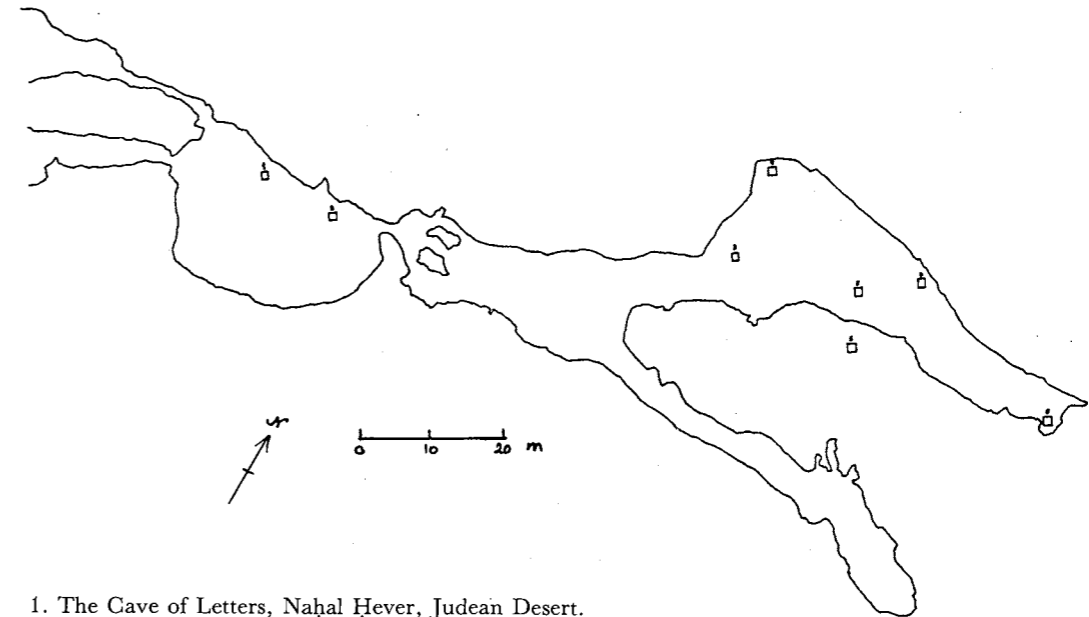 N
0 10 20 m
1. The Cave of Letters, Naḥal Ḥever, Judean Desert.